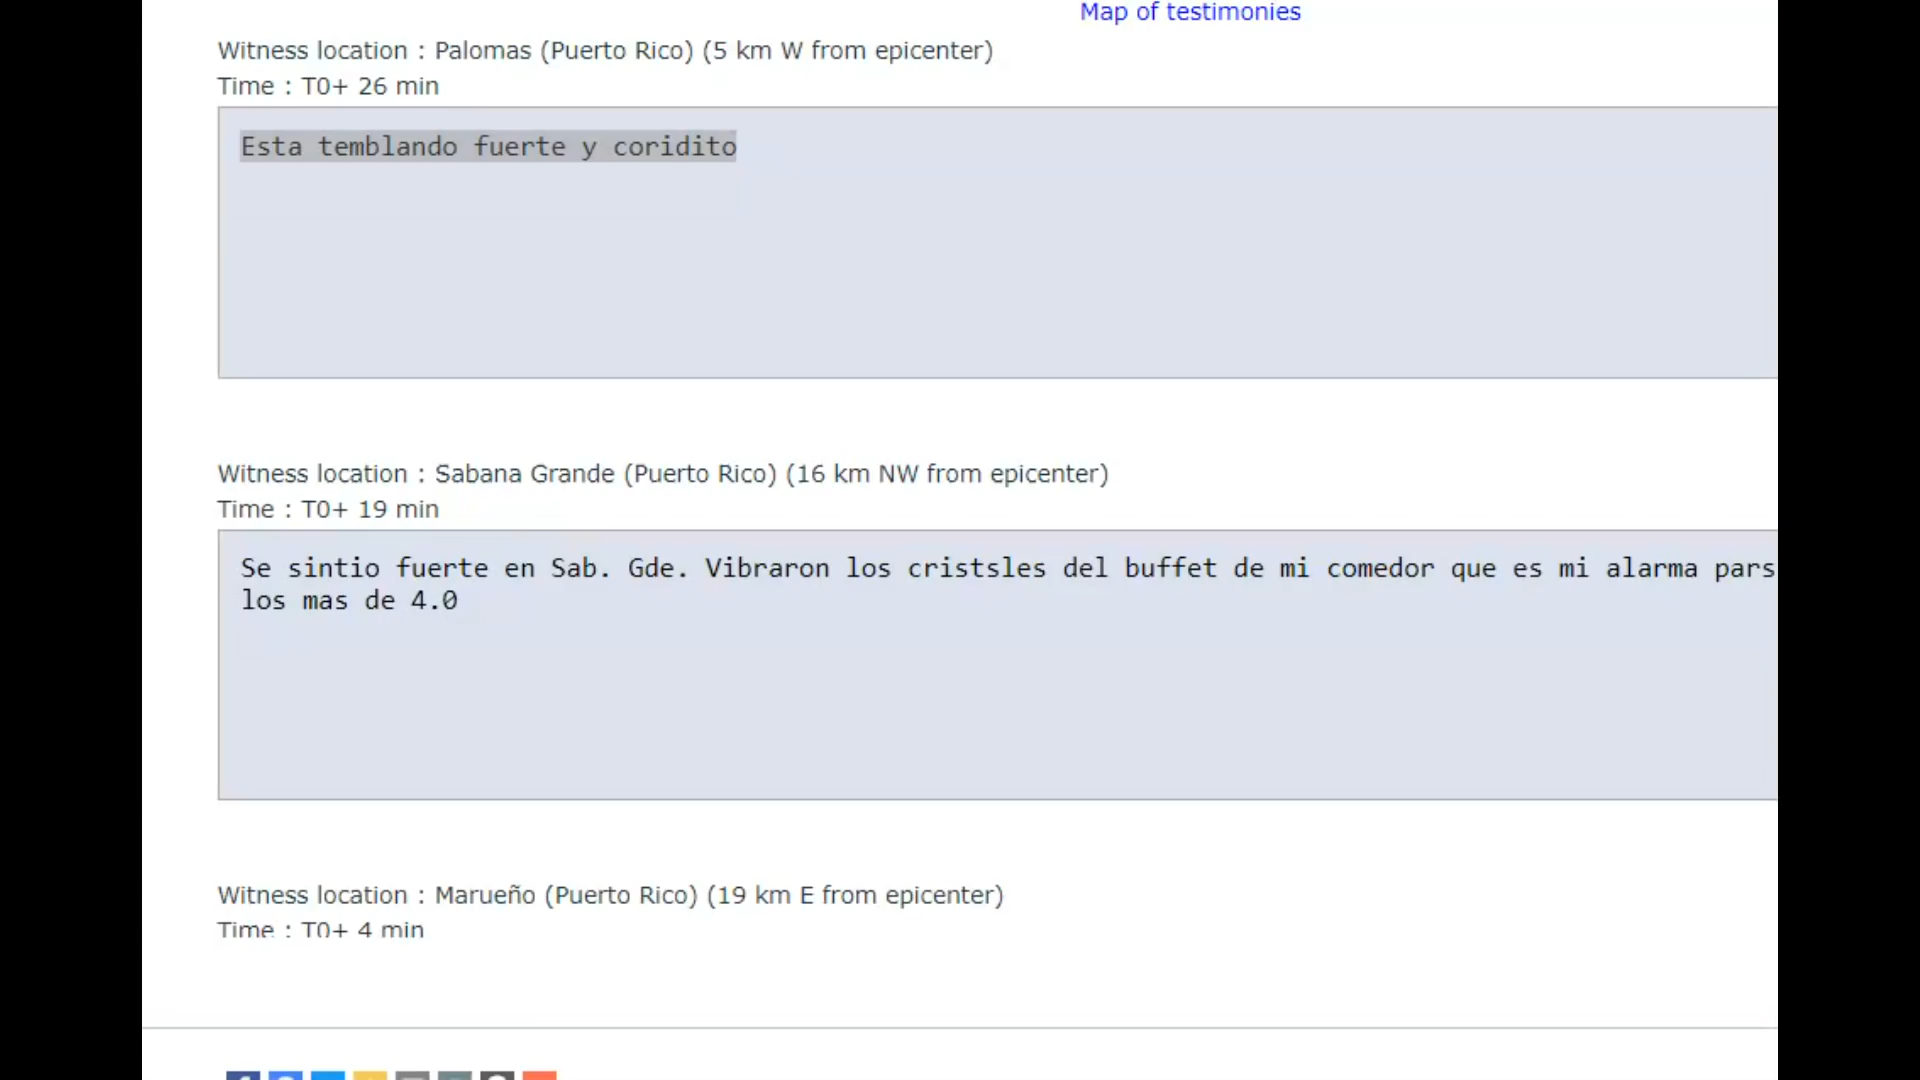 Map of testimonies
Witness location : Palomas (Puerto Rico) (5 km W from epicenter)
Time : T0+ 26 min
Esta temblando fuerte y coridito
Witness location : Sabana Grande (Puerto Rico) (16 km NW from epicenter)
Time : T0+ 19 min
Se sintio fuerte en Sab. Gde. Vibraron los cristsles del buffet de mi comedor que es mi alarma pars
los mas de 4.0
Witness location : Marueño (Puerto Rico) (19 km E from epicenter)
Time : T0+ 4 min